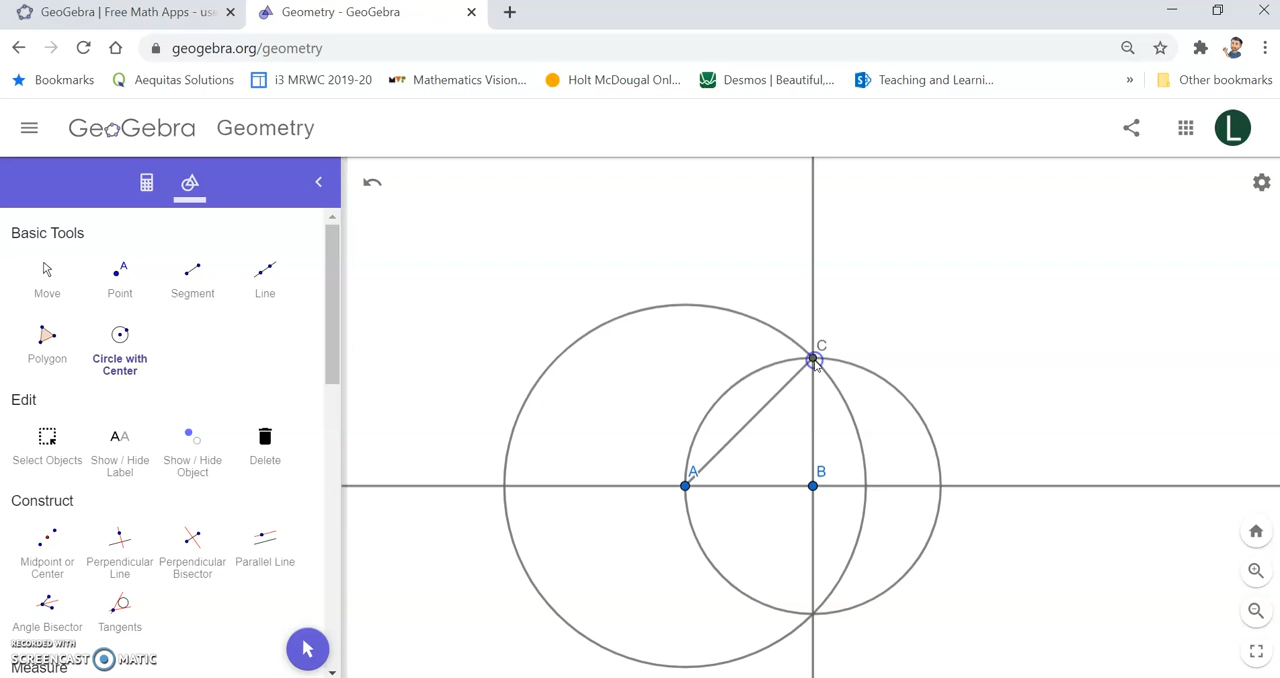 GeoGebra | Free Math Apps - use
Geometry - GeoGebra
geogebra.org/geometry
Bookmarks
Aequitas Solutions
i3 MRWC 2019-20
Mathematics Vision...
Holt McDougal Onl...
Desmos | Beautiful,...
Teaching and Learni...
»
Other bookmarks
GeoGebra Geometry
L
Basic Tools
A
Move
Point
Segment
Line
Polygon
Circle with
Center
Edit
AA
Select Objects
Show / Hide
Label
Show / Hide
Object
Delete
Construct
Midpoint or
Center
Perpendicular
Line
Perpendicular
Bisector
Parallel Line
Angle Bisector
Tangents
RECORDED WITH
SCREENCAST MATIC
Measure
C
A
B